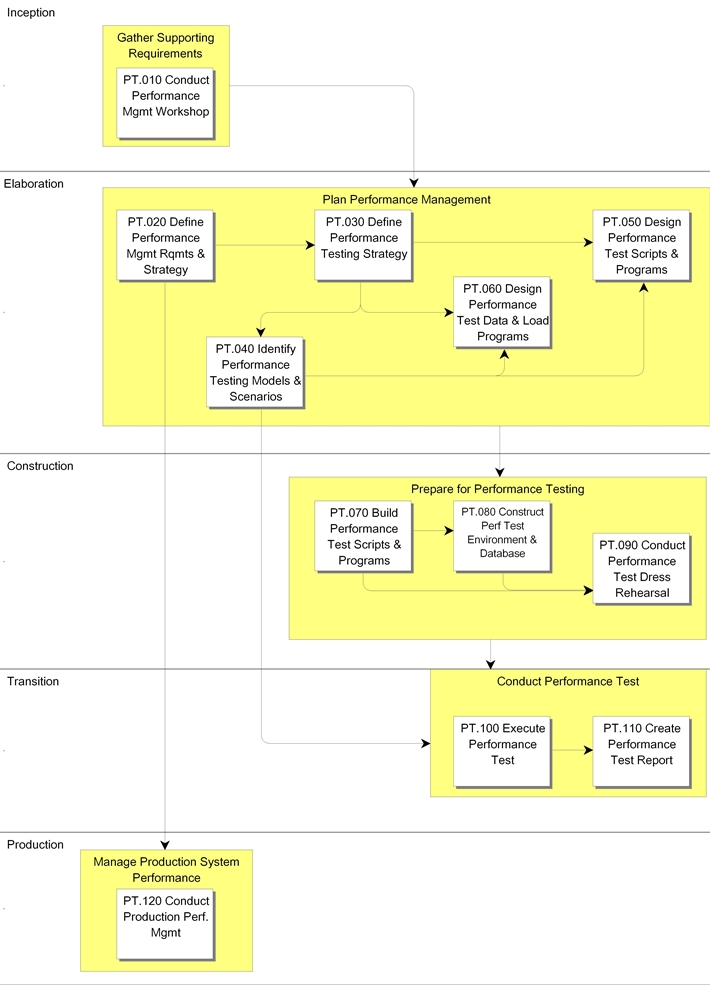 Inception
Gather Supporting
Requirements
PT.010 Conduct
Performance
Mgmt Workshop
Elaboration
Plan Performance Management
PT.020 Define
Performance
Mgmt Rqmts &
Strategy
PT.030 Define
Performance
Testing Strategy
PT.050 Design
Performance
Test Scripts &
Programs
PT.060 Design
Performance
Test Data & Load
Programs
PT.040 Identify
Performance
Testing Models &
Scenarios
Construction
Prepare for Performance Testing
PT.070 Build
Performance
Test Scripts &
Programs
PT.080 Construct
Perf Test
Environment &
Database
PT.090 Conduct
Performance
Test Dress
Rehearsal
Transition
Conduct Performance Test
PT.100 Execute
Performance
Test
PT.110 Create
Performance
Test Report
Production
Manage Production System
Performance
PT.120 Conduct
Production Perf.
Mgmt